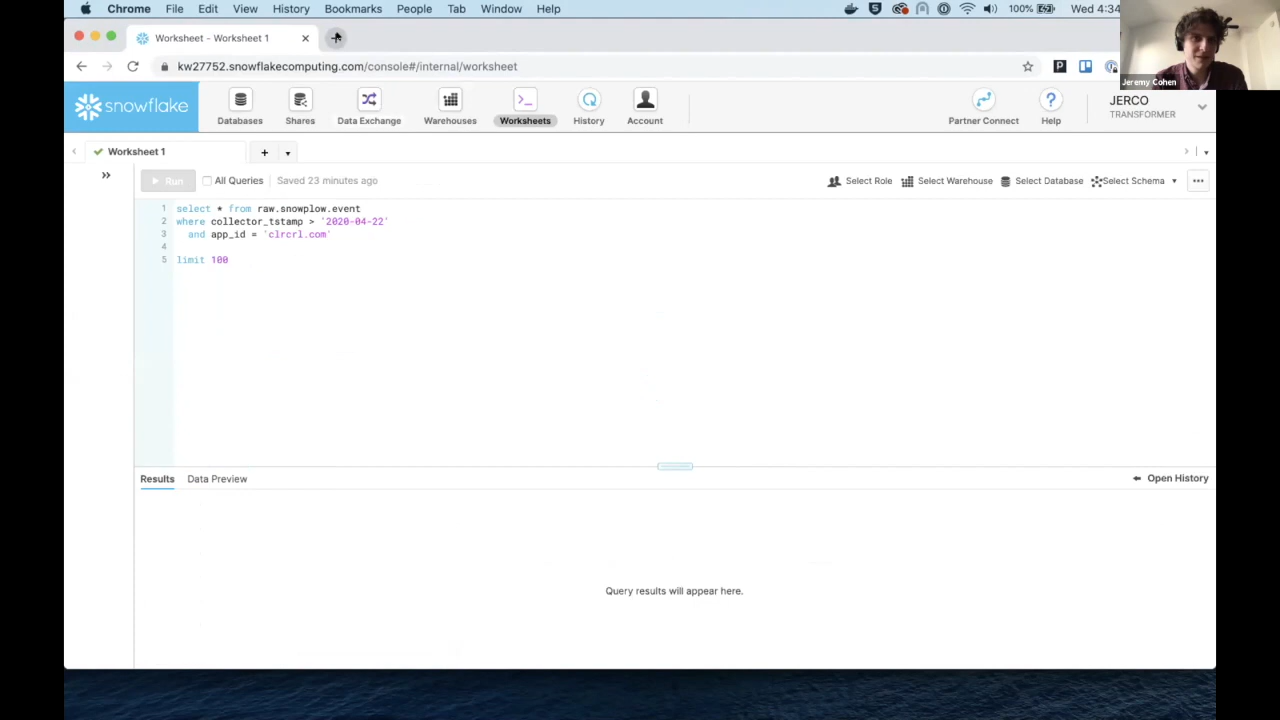 Chrome File Edit View History Bookmarks People Tab Window Help 100% Wed 4:34
Worksheet - Worksheet 1
kw27752.snowflakecomputing.com/console#/internal/worksheet
Jeremy Cohen
snowflake
Databases Shares Data Exchange Warehouses Worksheets History Account Partner Connect Help
JERCO
TRANSFORMER
Worksheet 1
Run All Queries Saved 23 minutes ago Select Role Select Warehouse Select Database Select Schema
1 select * from raw.snowplow.event
2 where collector_tstamp > '2020-04-22'
3 and app_id = 'clrcrl.com'
4
5 limit 100
Results Data Preview Open History
Query results will appear here.